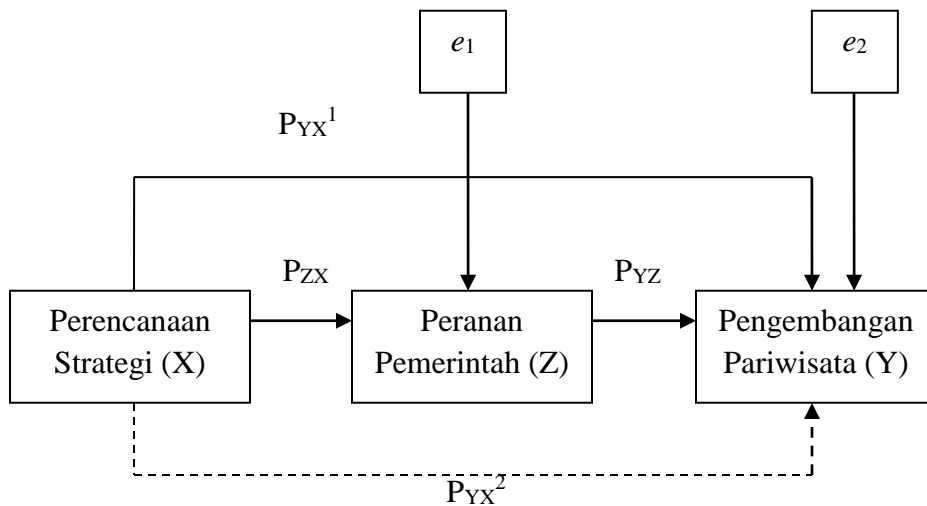 e1
e2
PYX1
PZX
PYZ
Perencanaan
Strategi (X)
Peranan
Pemerintah (Z)
Pengembangan
Pariwisata (Y)
PYX2